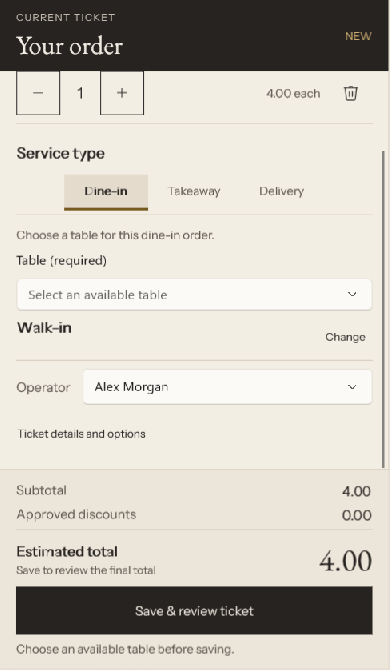 CURRENT TICKET
Your order
NEW
− 1 + 4.00 each
Service type
Dine-in Takeaway Delivery
Choose a table for this dine-in order.
Table (required)
Select an available table
Walk-in
Change
Operator Alex Morgan
Ticket details and options
Subtotal 4.00
Approved discounts 0.00
Estimated total
Save to review the final total
4.00
Save & review ticket
Choose an available table before saving.